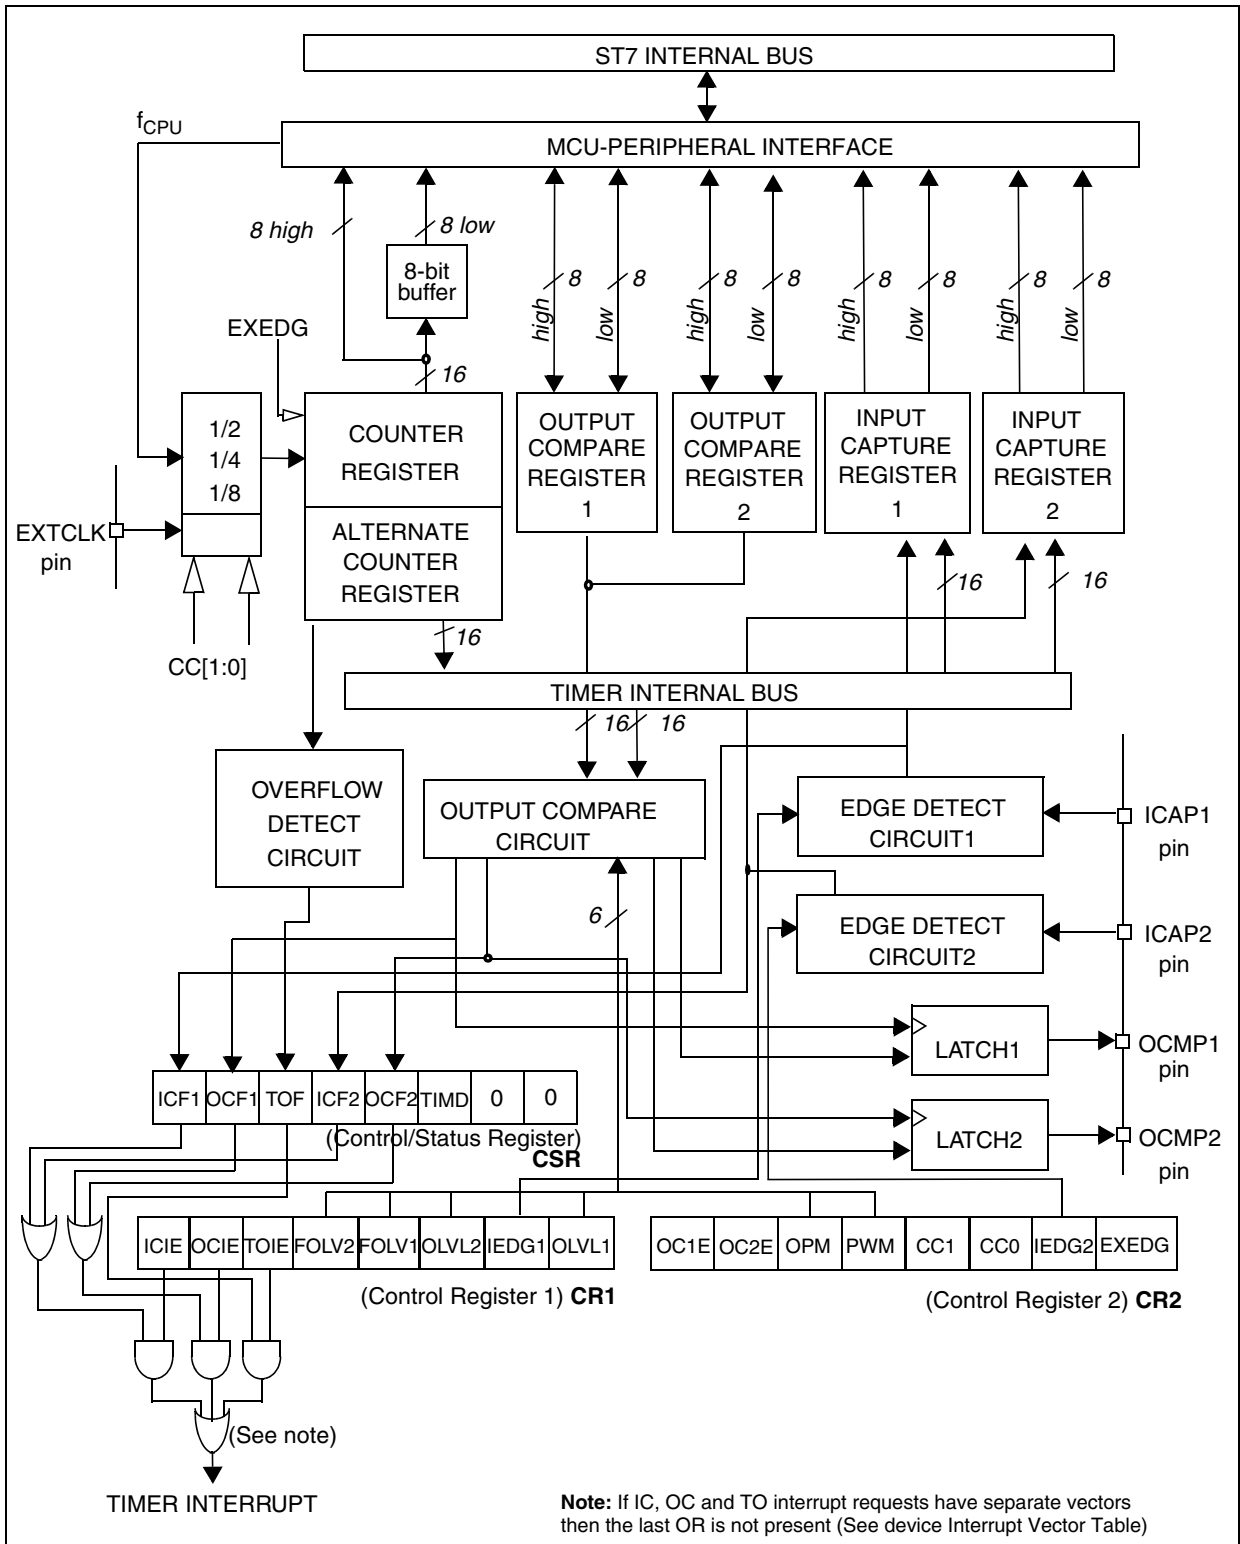 ST7 INTERNAL BUS
fCPU
MCU-PERIPHERAL INTERFACE
8 high
8 low
8-bit
buffer
8
8
8
8
8
8
8
8
high
low
high
low
high
low
high
low
EXEDG
16
1/2
1/4
1/8
COUNTER
REGISTER
ALTERNATE
COUNTER
REGISTER
OUTPUT
COMPARE
REGISTER
1
OUTPUT
COMPARE
REGISTER
2
INPUT
CAPTURE
REGISTER
1
INPUT
CAPTURE
REGISTER
2
EXTCLK
pin
16
16
16
CC[1:0]
TIMER INTERNAL BUS
16
16
OVERFLOW
DETECT
CIRCUIT
OUTPUT COMPARE
CIRCUIT
EDGE DETECT
CIRCUIT1
ICAP1
pin
6
EDGE DETECT
CIRCUIT2
ICAP2
pin
LATCH1
OCMP1
pin
LATCH2
OCMP2
pin
ICF1 OCF1 TOF ICF2 OCF2 TIMD 0 0
(Control/Status Register)
CSR
ICIE OCIE TOIE FOLV2 FOLV1 OLVL2 IEDG1 OLVL1
OC1E OC2E OPM PWM CC1 CC0 IEDG2 EXEDG
(Control Register 1) CR1
(Control Register 2) CR2
(See note)
TIMER INTERRUPT
Note: If IC, OC and TO interrupt requests have separate vectors
then the last OR is not present (See device Interrupt Vector Table)